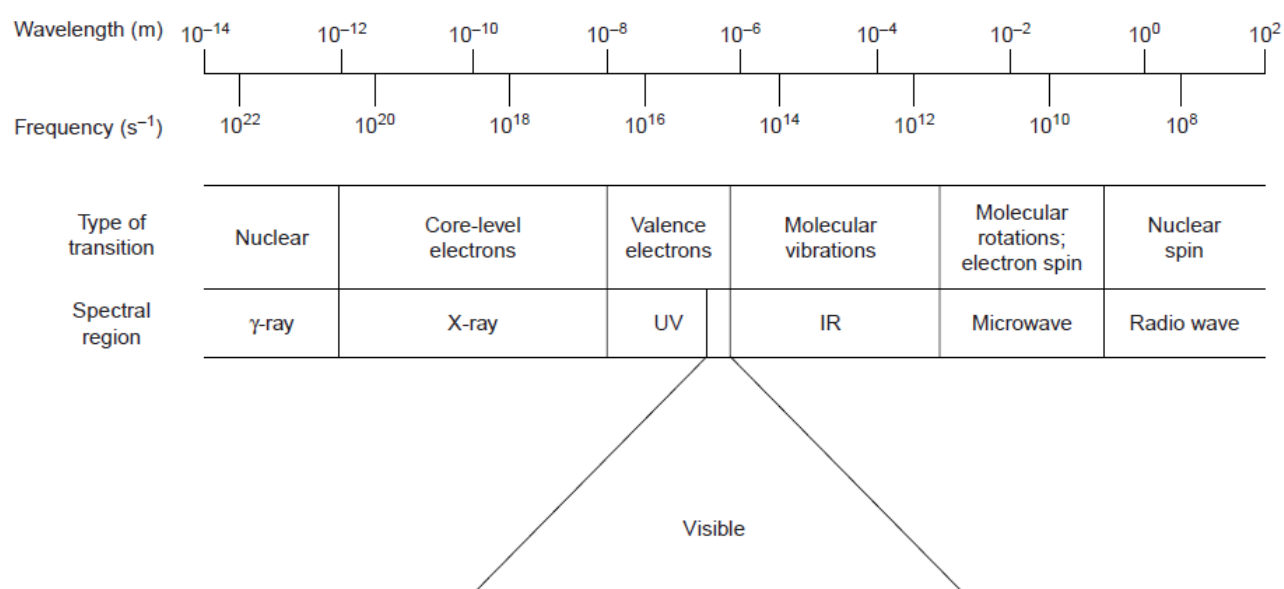 Wavelength (m) 10⁻¹⁴ 10⁻¹² 10⁻¹⁰ 10⁻⁸ 10⁻⁶ 10⁻⁴ 10⁻² 10⁰ 10²
Frequency (s⁻¹) 10²² 10²⁰ 10¹⁸ 10¹⁶ 10¹⁴ 10¹² 10¹⁰ 10⁸
Type of
transition
Nuclear
Core-level
electrons
Valence
electrons
Molecular
vibrations
Molecular
rotations;
electron spin
Nuclear
spin
Spectral
region
γ-ray
X-ray
UV
IR
Microwave
Radio wave
Visible